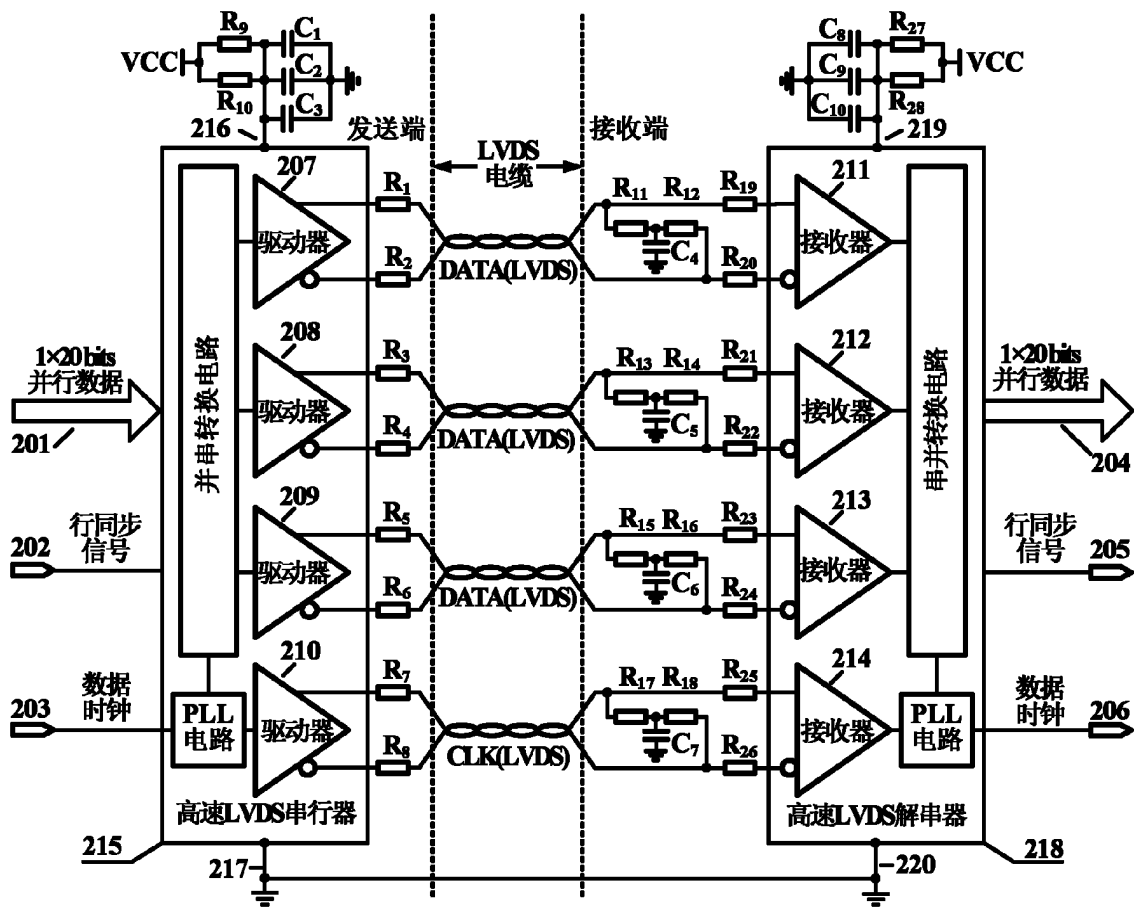 R9 C1 C8 R27
VCC C2 C9 VCC
R10 C3 C10 R28
216 发送端 接收端 219
LVDS
电缆
207 R1 R11 R12 R19 211
驱动器 C4 接收器
R2 DATA(LVDS) R20
208 R3 R13 R14 R21 212
1×20bits
并行数据
201
并串转换电路
驱动器 C5 接收器
R4 DATA(LVDS) R22
串并转换电路
1×20bits
并行数据
204
209 R5 R15 R16 R23 213
行同步
信号
202
驱动器 C6 接收器
行同步
信号
205
R6 DATA(LVDS) R24
210 R7 R17 R18 R25 214
数据
时钟
203
PLL
电路
驱动器 C7 接收器
PLL
电路
数据
时钟
206
R8 CLK(LVDS) R26
高速LVDS串行器 高速LVDS解串器
215 217 220 218